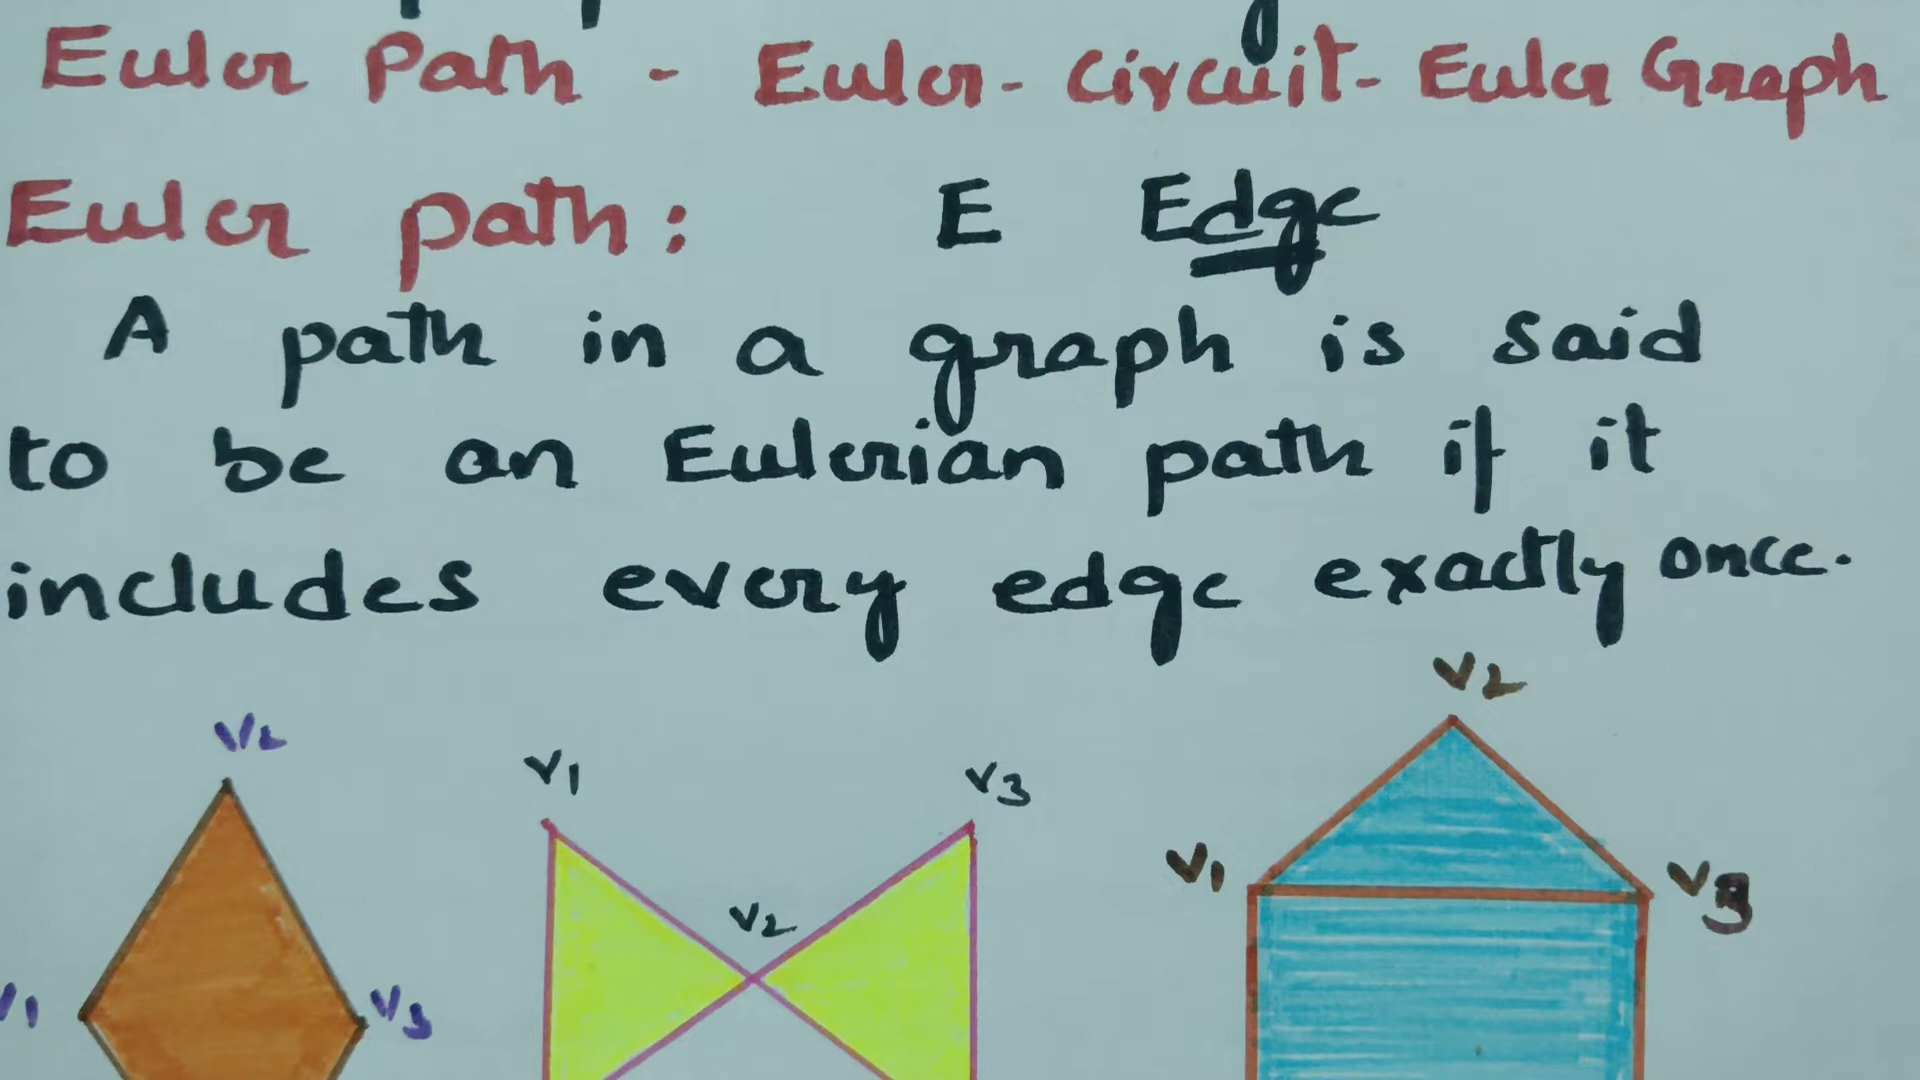 Euler Path - Euler-Circuit-Euler Graph
Euler path: E Edge
A path in a graph is said
to be an Eulerian path if it
includes every edge exactly once.
V2
V2
V1
V3
V1
V3
V2
V1
V3